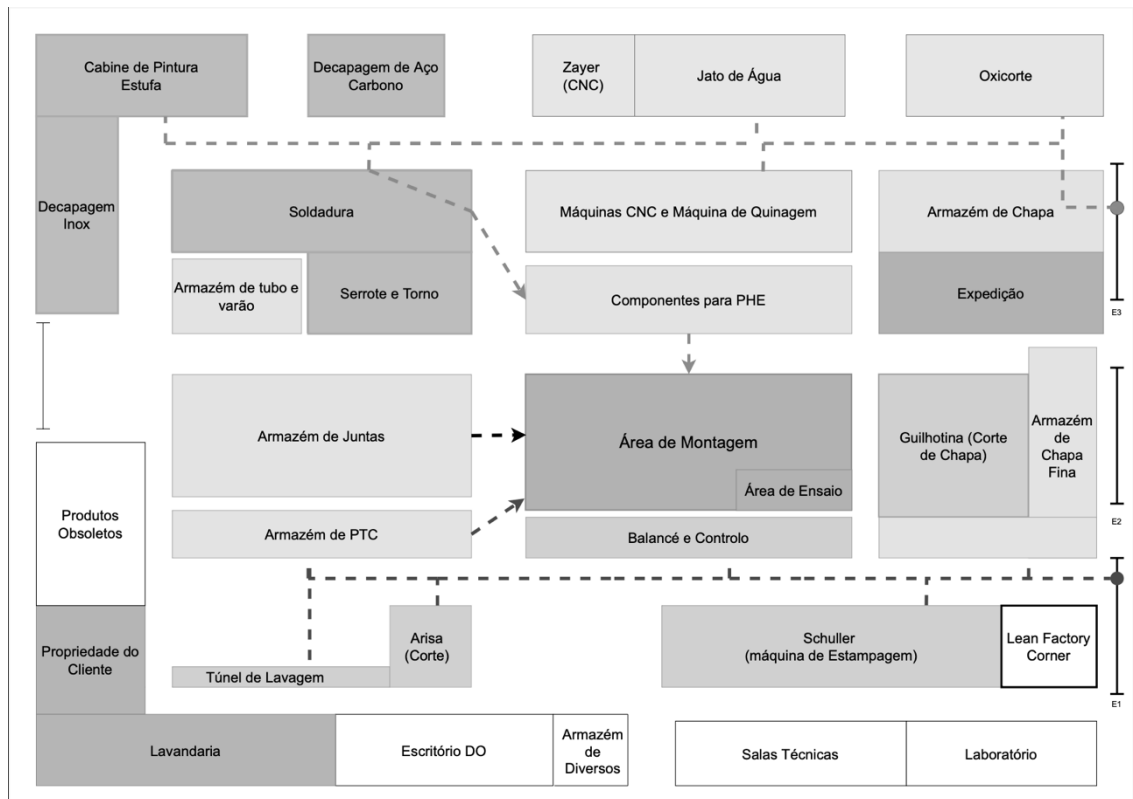 Cabine de Pintura
Estufa
Decapagem de Aço
Carbono
Zayer
(CNC)
Jato de Água
Oxicorte
Decapagem
Inox
Soldadura
Máquinas CNC e Máquina de Quinagem
Armazém de Chapa
Armazém de tubo e
varão
Serrote e Torno
Componentes para PHE
Expedição
E3
Armazém de Juntas
Área de Montagem
Área de Ensaio
Guilhotina (Corte
de Chapa)
Armazém
de
Chapa
Fina
Produtos
Obsoletos
Armazém de PTC
Balancé e Controlo
E2
Propriedade do
Cliente
Arisa
(Corte)
Túnel de Lavagem
Schuller
(máquina de Estampagem)
Lean Factory
Corner
E1
Lavandaria
Escritório DO
Armazém
de
Diversos
Salas Técnicas
Laboratório